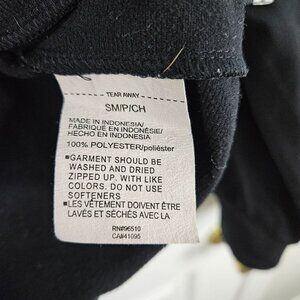 TEAR AWAY
SM/P/CH
MADE IN INDONESIA/
FABRIQUÉ EN INDONÉSIE/
HECHO EN INDONESIA
100% POLYESTER/poliéster
▪GARMENT SHOULD BE
WASHED AND DRIED
ZIPPED UP. WITH LIKE
COLORS. DO NOT USE
SOFTENERS
▪LES VÊTEMENT DOIVENT ÊTRE
LAVÉS ET SÉCHÉS AVEC LA
RN#96510
CA#41095